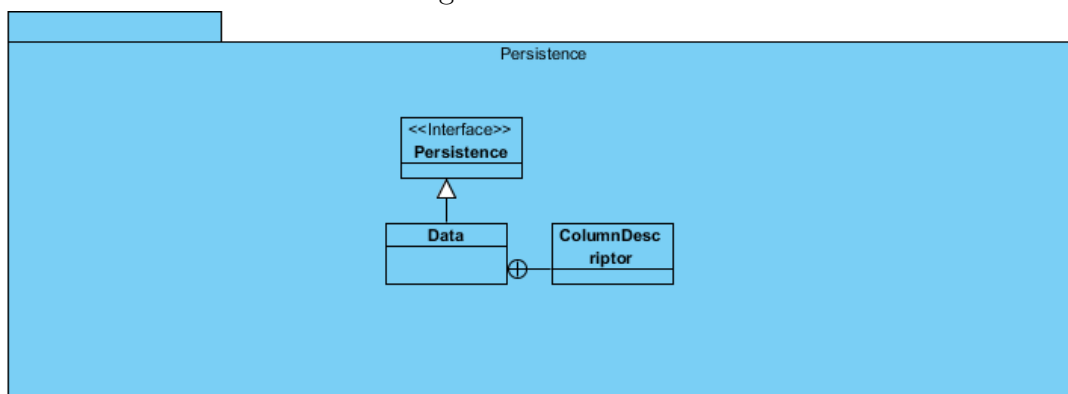 Persistence
<<Interface>>
Persistence
Data
ColumnDesc
riptor